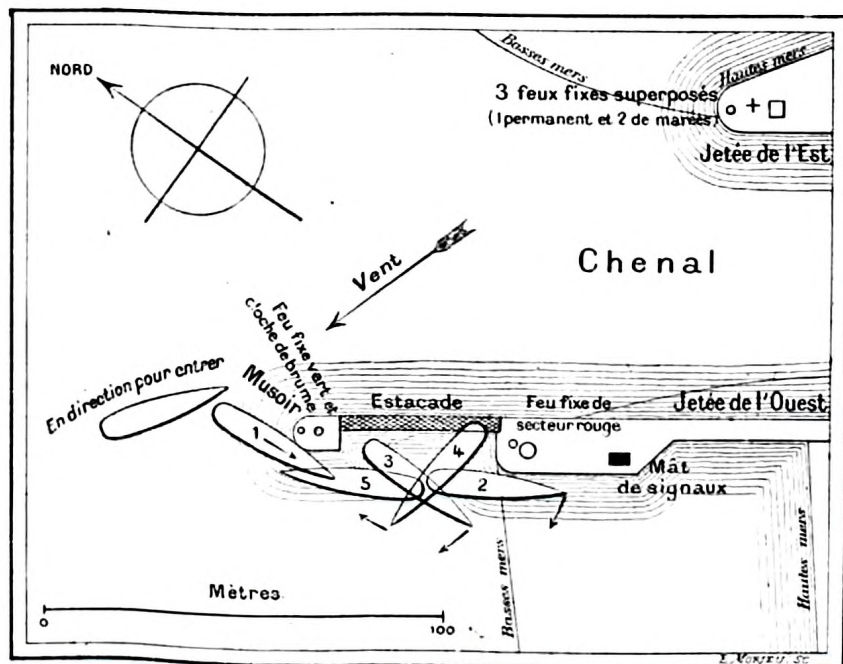 NORD
Basses mers
Hautes mers
3 feux fixes superposés
(1 permanent et 2 de marées)
Jetée de l'Est
Vent
Chenal
En direction pour entrer
Feu fixe vert et
cloche de brume
Musoir
Estacade
Feu fixe de
secteur rouge
Jetée de l'Ouest
1
3
4
5
2
Mât
de signaux
Mètres
0
100
Basses mers
Hautes mers